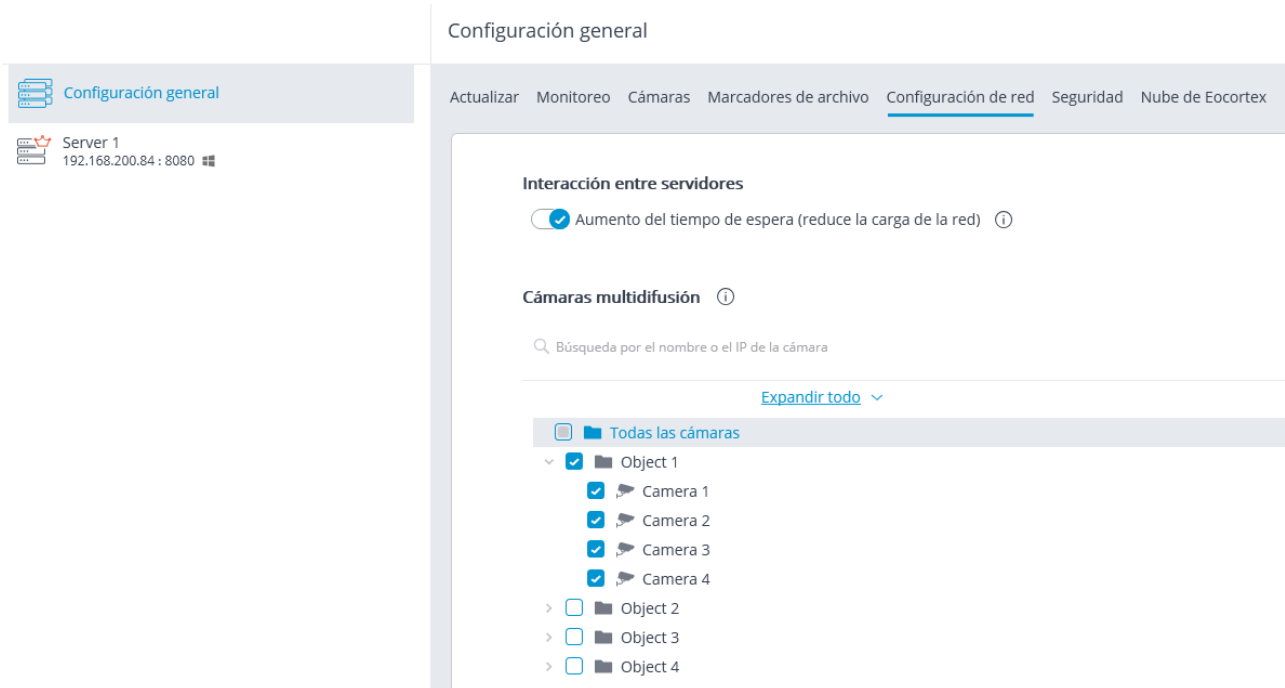 Configuración general
Configuración general
Server 1
192.168.200.84 : 8080
Actualizar Monitoreo Cámaras Marcadores de archivo Configuración de red Seguridad Nube de Eocortex
Interacción entre servidores
Aumento del tiempo de espera (reduce la carga de la red)
Cámaras multidifusión
Búsqueda por el nombre o el IP de la cámara
Expandir todo
Todas las cámaras
Object 1
Camera 1
Camera 2
Camera 3
Camera 4
Object 2
Object 3
Object 4